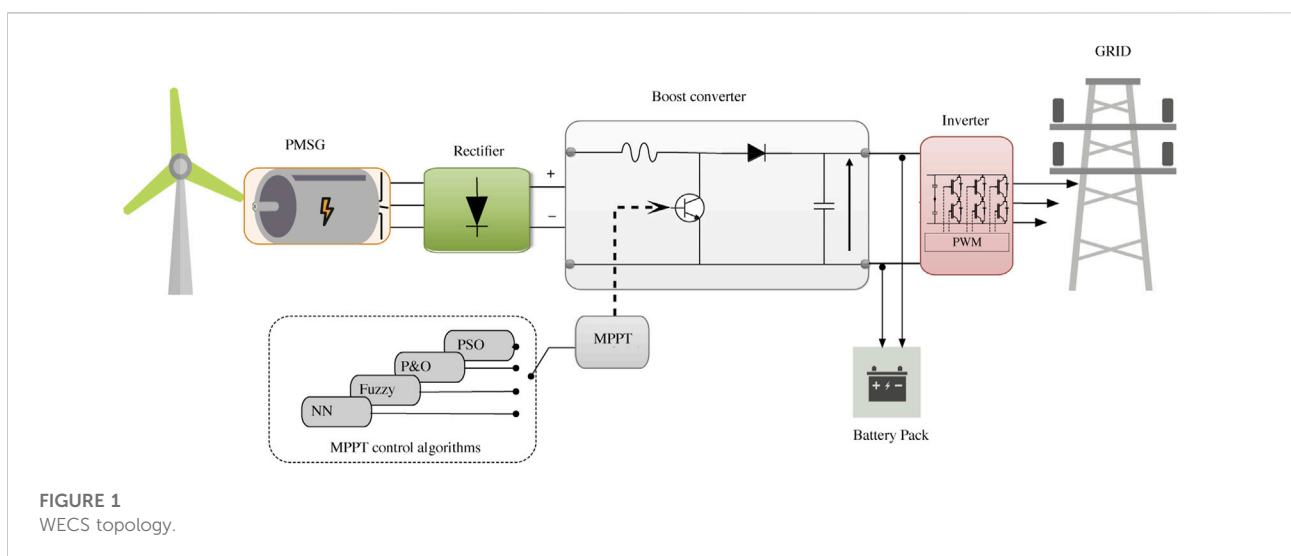 GRID
Boost converter
Inverter
PMSG
Rectifier
+
−
PWM
MPPT
PSO
P&O
Fuzzy
NN
MPPT control algorithms
+ −
Battery Pack
FIGURE 1
WECS topology.